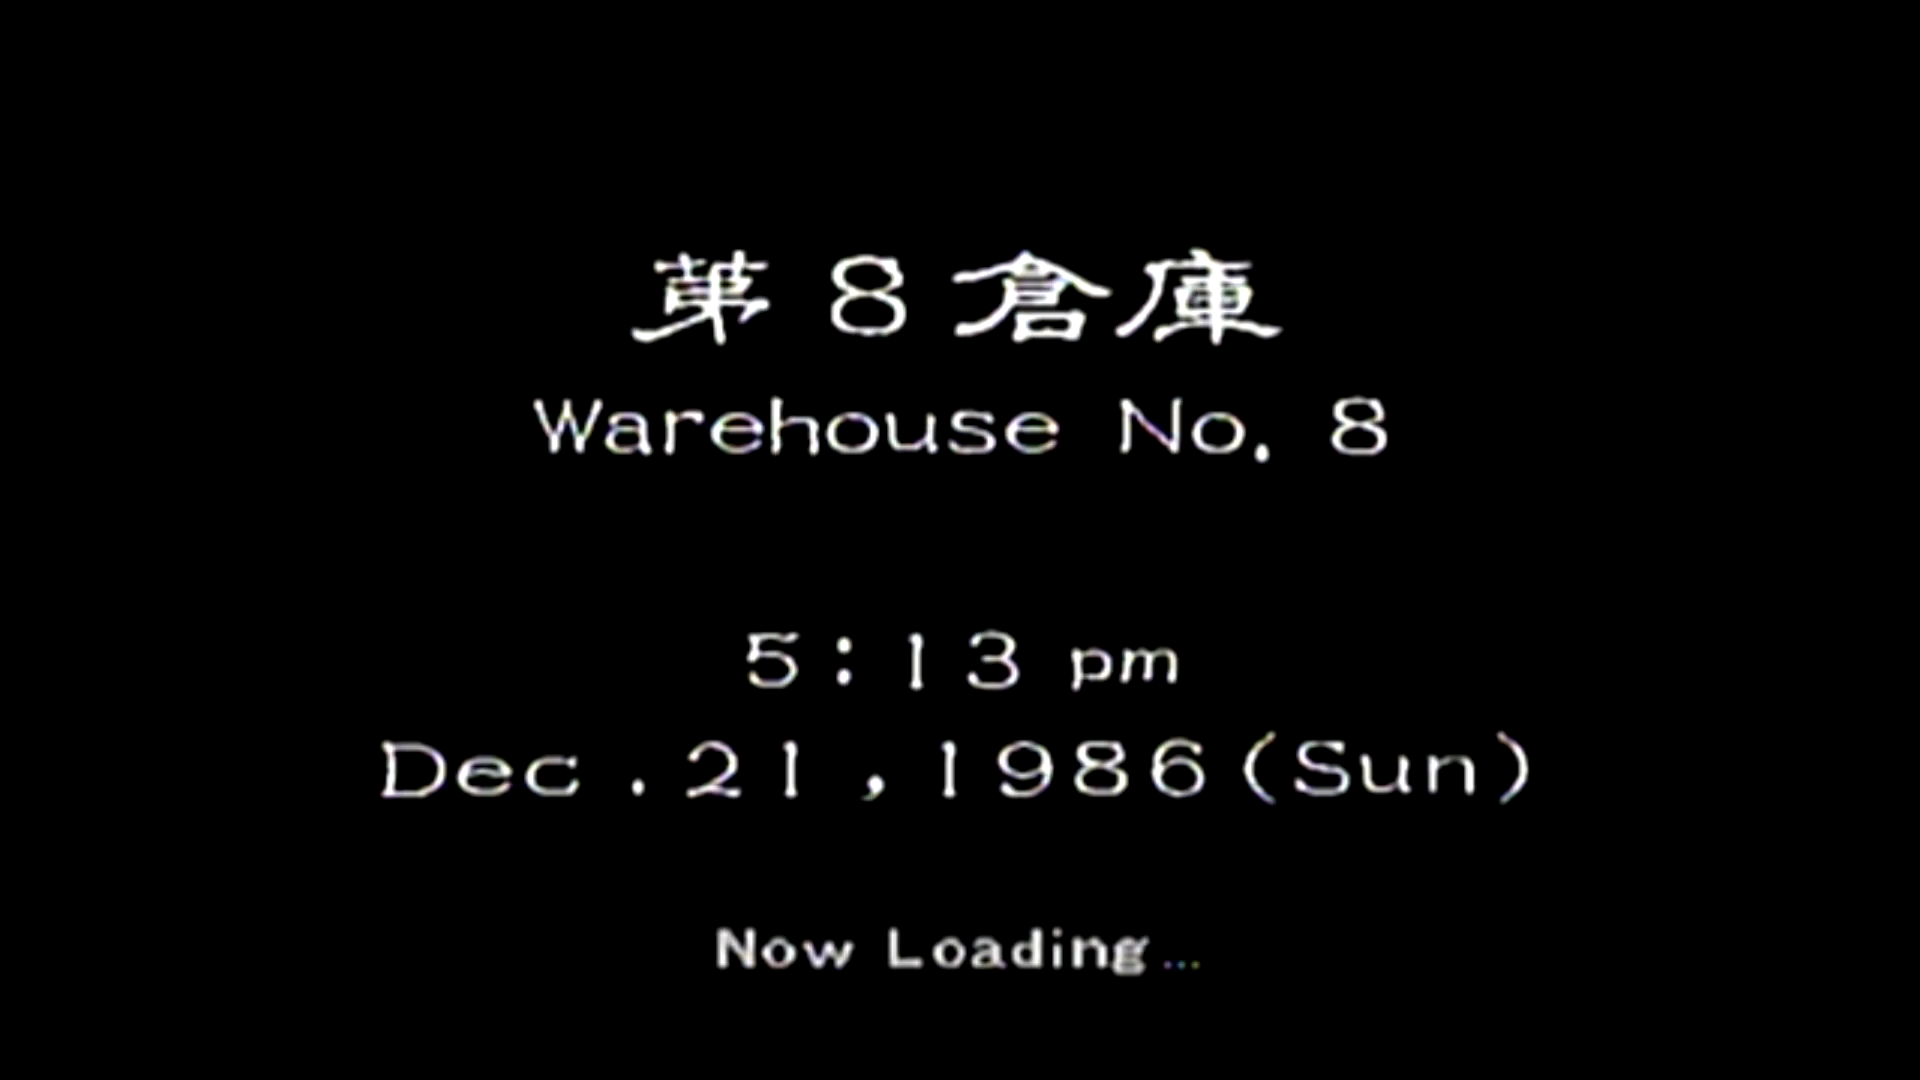 第8倉庫
Warehouse No. 8
5:13 pm
Dec.21,1986(Sun)
Now Loading...